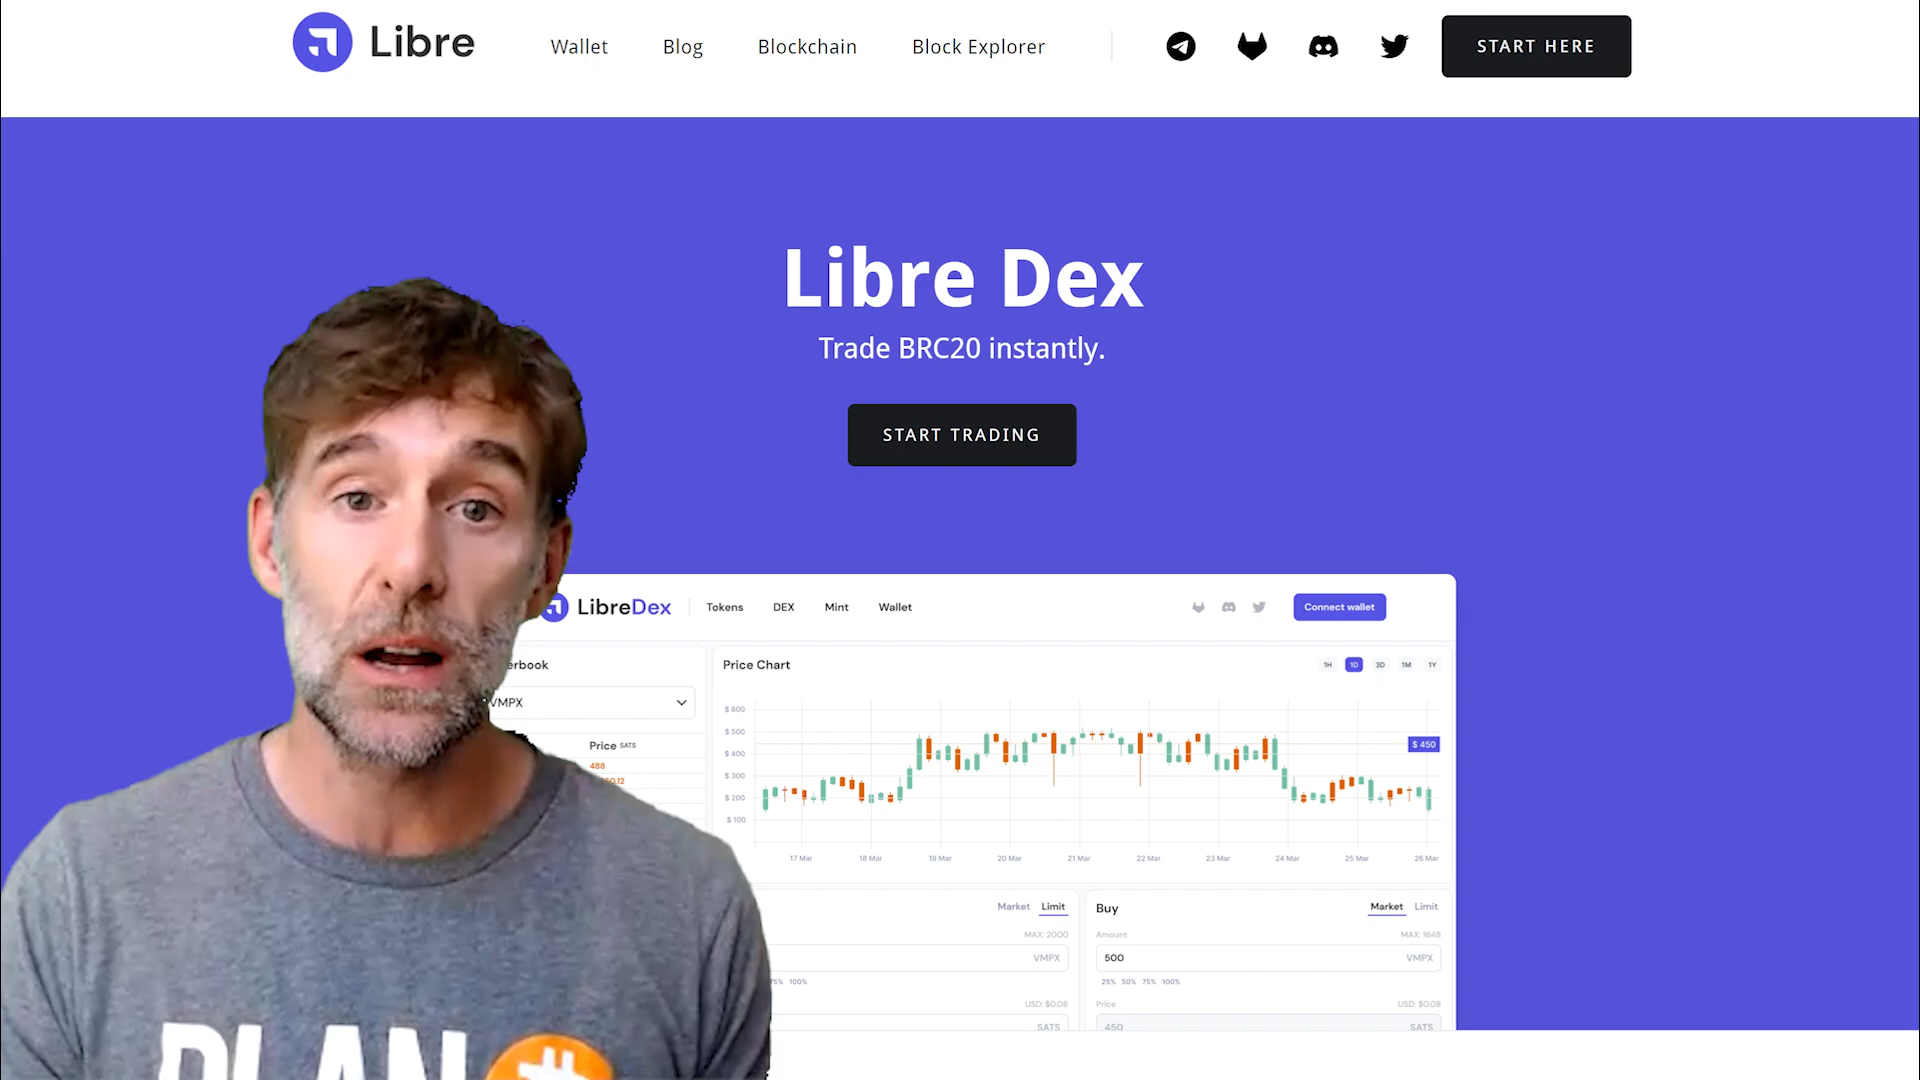 Libre
Wallet
Blog
Blockchain
Block Explorer
START HERE
Libre Dex
Trade BRC20 instantly.
START TRADING
LibreDex
Tokens
DEX
Mint
Wallet
Connect wallet
erbook
VMPX
Price SATS
488
50.12
Price Chart
1H
1D
3D
1M
1Y
$ 600
$ 500
$ 400
$ 300
$ 200
$ 100
$ 450
17 Mar
18 Mar
19 Mar
20 Mar
21 Mar
22 Mar
23 Mar
24 Mar
25 Mar
26 Mar
Market
Limit
MAX: 2000
VMPX
75%
100%
USD: $0.08
SATS
Buy
Market
Limit
Amount
MAX: 1648
500
VMPX
25%
50%
75%
100%
Price
USD: $0.08
450
SATS
PLAN